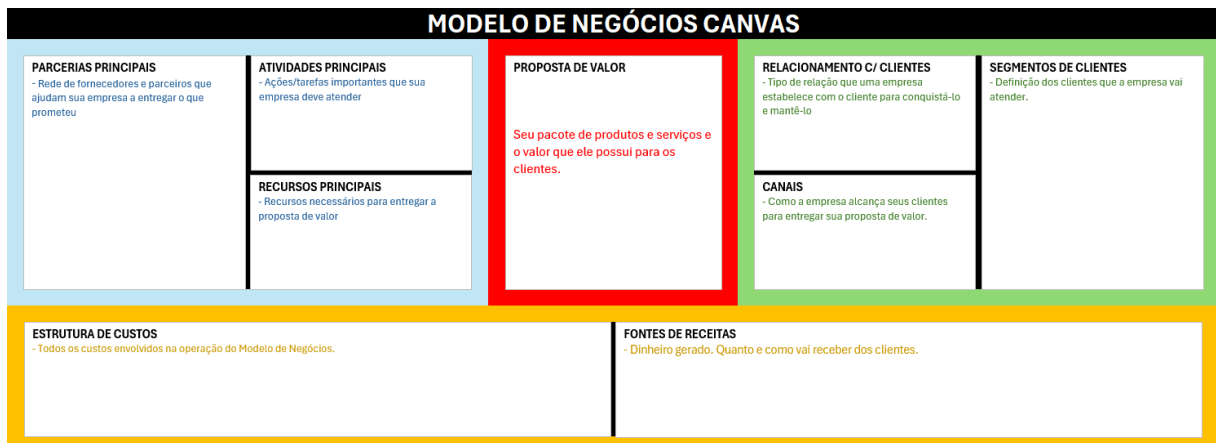 MODELO DE NEGÓCIOS CANVAS
PARCERIAS PRINCIPAIS
- Rede de fornecedores e parceiros que
ajudam sua empresa a entregar o que
prometeu
ATIVIDADES PRINCIPAIS
- Ações/tarefas importantes que sua
empresa deve atender
RECURSOS PRINCIPAIS
- Recursos necessários para entregar a
proposta de valor
PROPOSTA DE VALOR
Seu pacote de produtos e serviços e
o valor que ele possui para os
clientes.
RELACIONAMENTO C/ CLIENTES
- Tipo de relação que uma empresa
estabelece com o cliente para conquistá-lo
e mantê-lo
CANAIS
- Como a empresa alcança seus clientes
para entregar sua proposta de valor.
SEGMENTOS DE CLIENTES
- Definição dos clientes que a empresa vai
atender.
ESTRUTURA DE CUSTOS
- Todos os custos envolvidos na operação do Modelo de Negócios.
FONTES DE RECEITAS
- Dinheiro gerado. Quanto e como vai receber dos clientes.